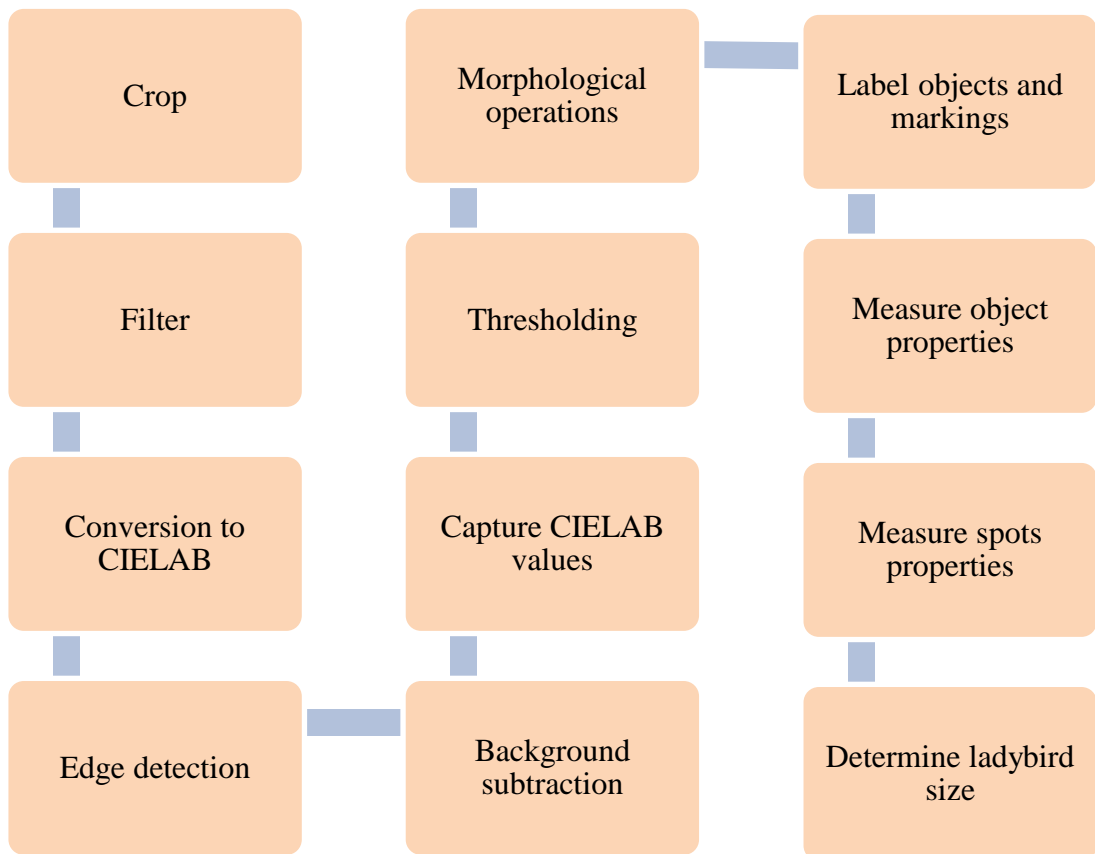 Crop
Filter
Conversion to
CIELAB
Edge detection
Background
subtraction
Capture CIELAB
values
Thresholding
Morphological
operations
Label objects and
markings
Measure object
properties
Measure spots
properties
Determine ladybird
size